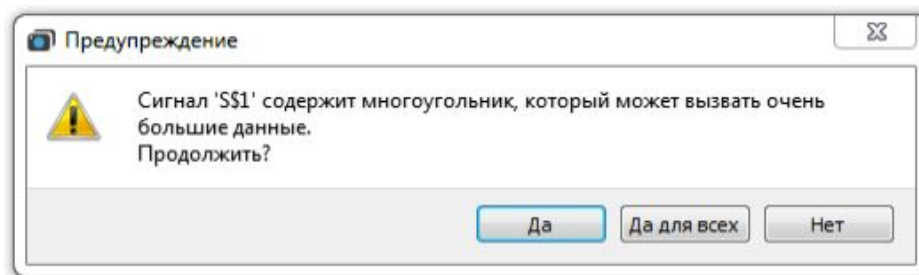 Предупреждение
Сигнал 'S$1' содержит многоугольник, который может вызвать очень
большие данные.
Продолжить?
Да
Да для всех
Нет